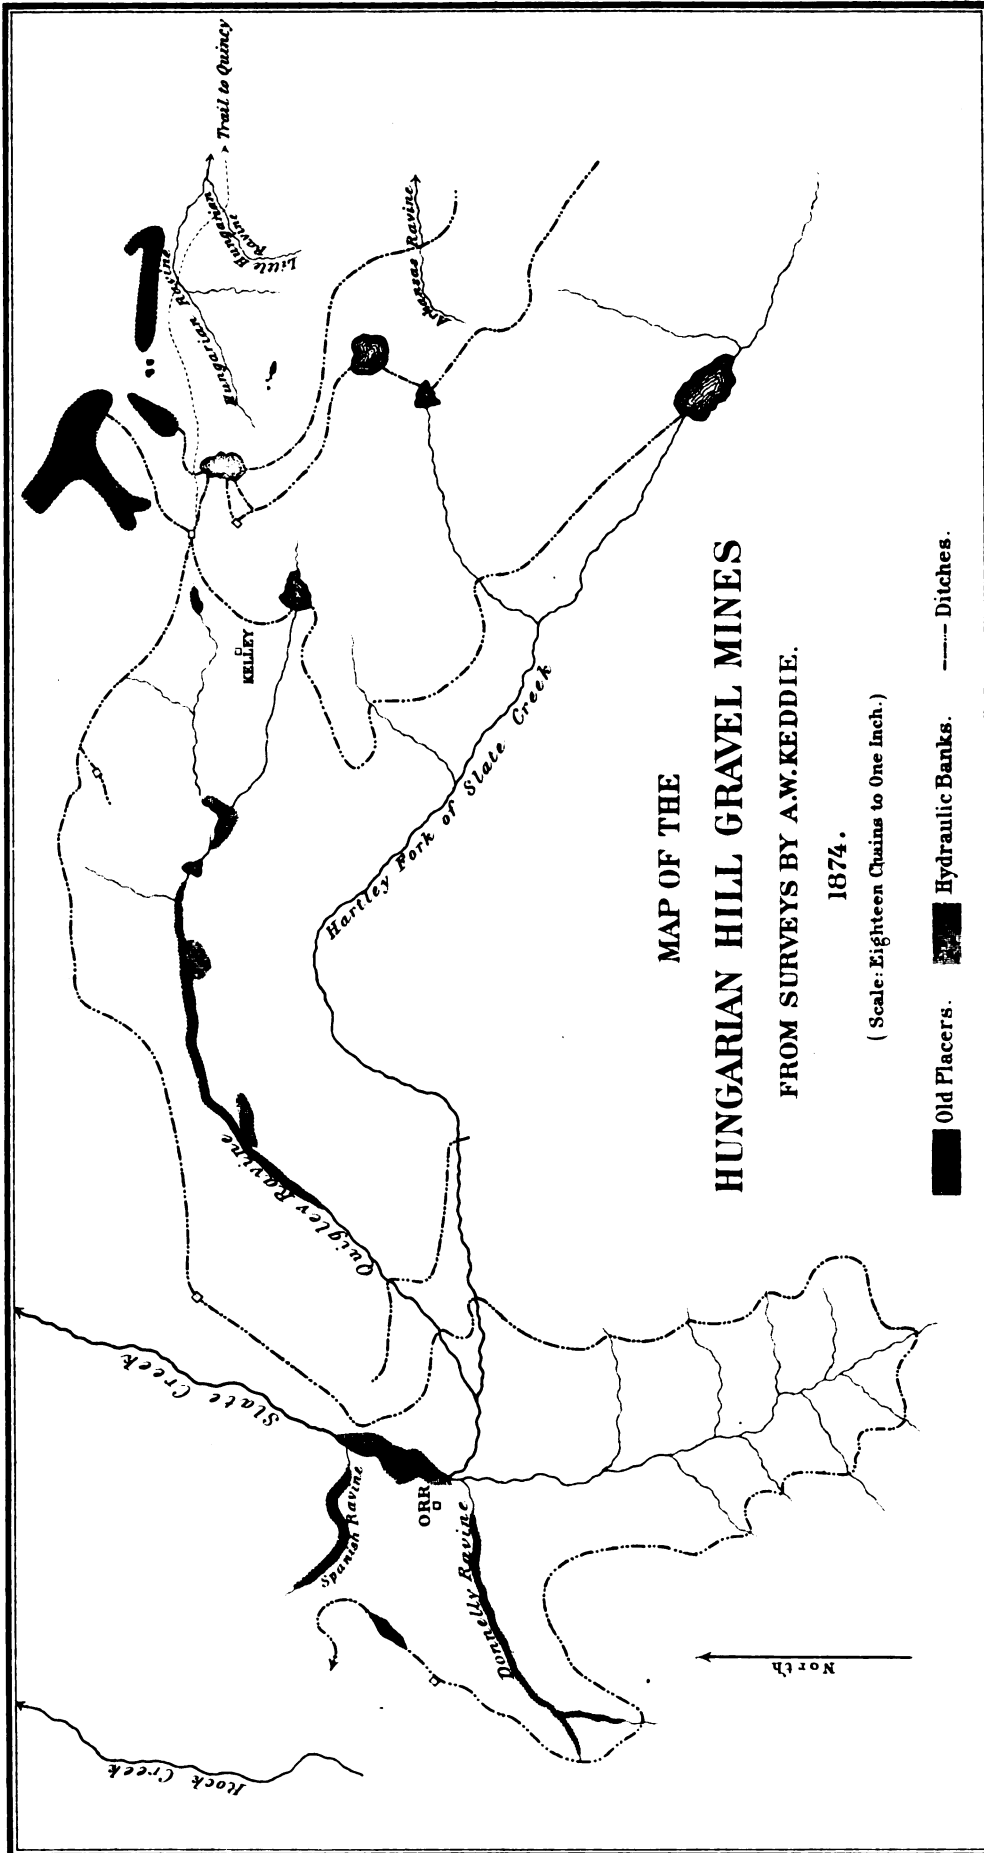 MAP OF THE
HUNGARIAN HILL GRAVEL MINES
FROM SURVEYS BY A.W.KEDDIE.
1874.
( Scale: Eighteen Chains to One Inch.)
Old Placers.
Hydraulic Banks.
Ditches.
Trail to Quincy
Little Hungarian
Ravine
Hungarian Ravine
Arkansas Ravine
KELLEY
Hartley Fork of Slate Creek
Quigley Ravine
Slate Creek
Spanish Ravine
ORR
Donnelly Ravine
North
Rock Creek